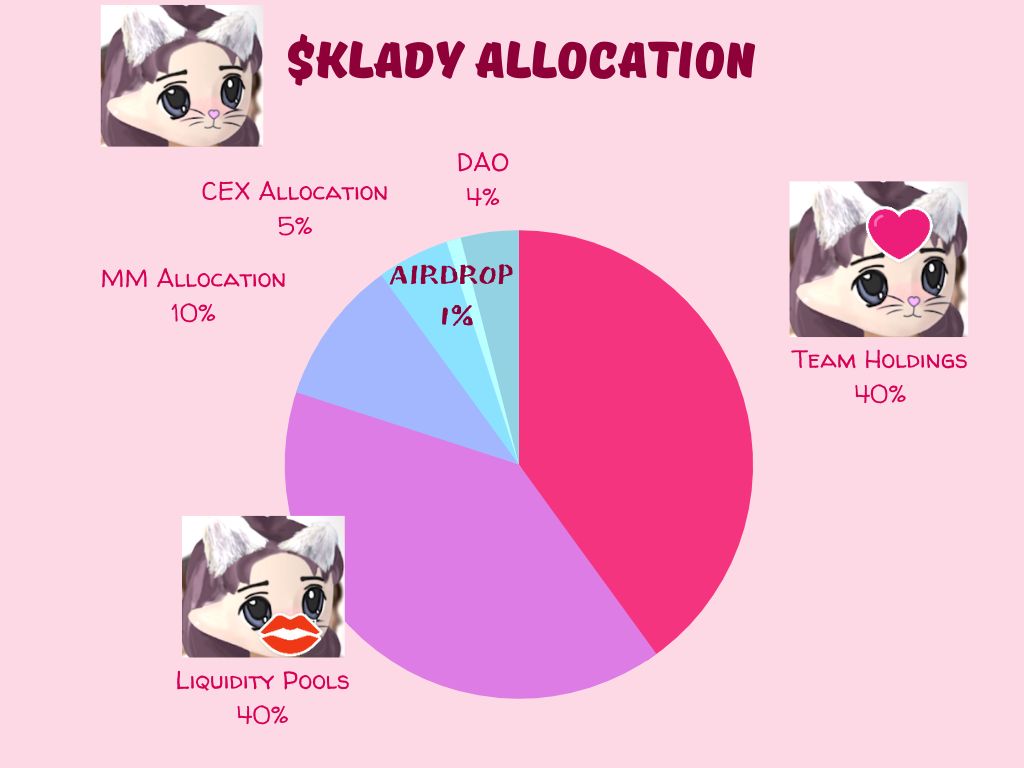 $KLADY ALLOCATION
DAO
4%
CEX Allocation
5%
MM Allocation
10%
AIRDROP
1%
Team Holdings
40%
Liquidity Pools
40%